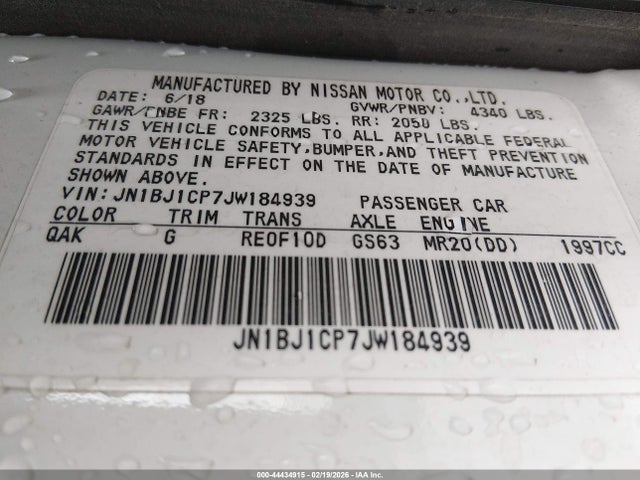 MANUFACTURED BY NISSAN MOTOR CO.,LTD.
DATE: 6/18 GVWR/PNBV: 4340 LBS.
GAWR/PNBE FR: 2325 LBS. RR: 2050 LBS.
THIS VEHICLE CONFORMS TO ALL APPLICABLE FEDERAL
MOTOR VEHICLE SAFETY,BUMPER,AND THEFT PREVENTION
STANDARDS IN EFFECT ON THE DATE OF MANUFACTURE
SHOWN ABOVE.
VIN: JN1BJ1CP7JW184939 PASSENGER CAR
COLOR TRIM TRANS AXLE ENGINE
QAK G RE0F10D GS63 MR20(DD) 1997CC
JN1BJ1CP7JW184939
000-44434915 - 02/19/2026 - IAA Inc.